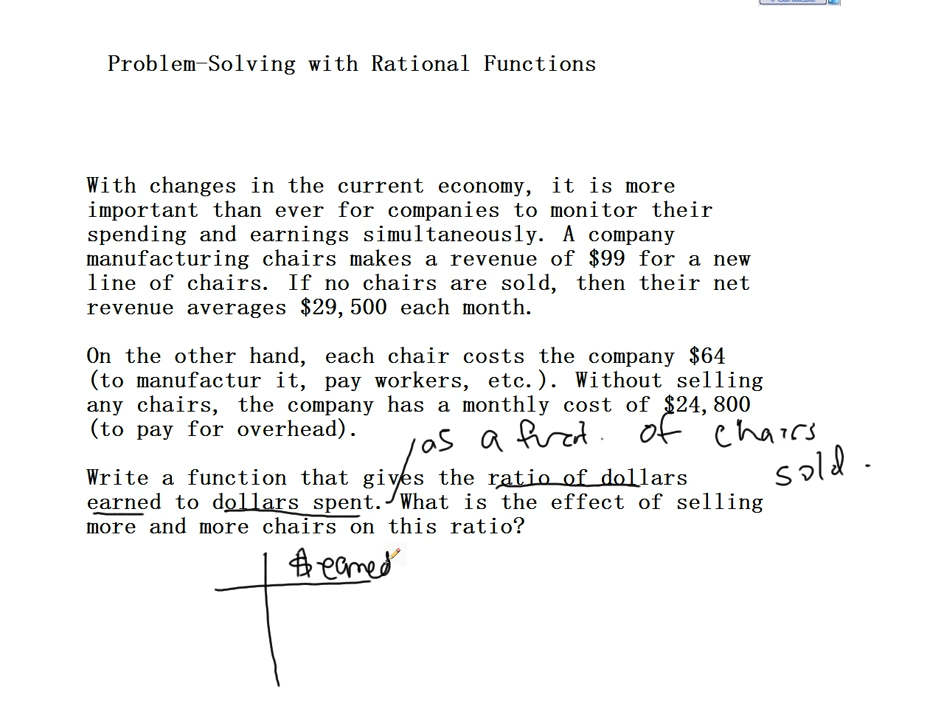 Problem-Solving with Rational Functions
With changes in the current economy, it is more
important than ever for companies to monitor their
spending and earnings simultaneously. A company
manufacturing chairs makes a revenue of $99 for a new
line of chairs. If no chairs are sold, then their net
revenue averages $29,500 each month.
On the other hand, each chair costs the company $64
(to manufactur it, pay workers, etc.). Without selling
any chairs, the company has a monthly cost of $24,800
(to pay for overhead).
as a funct. of chairs
sold.
Write a function that gives the ratio of dollars
earned to dollars spent. What is the effect of selling
more and more chairs on this ratio?
$ earned